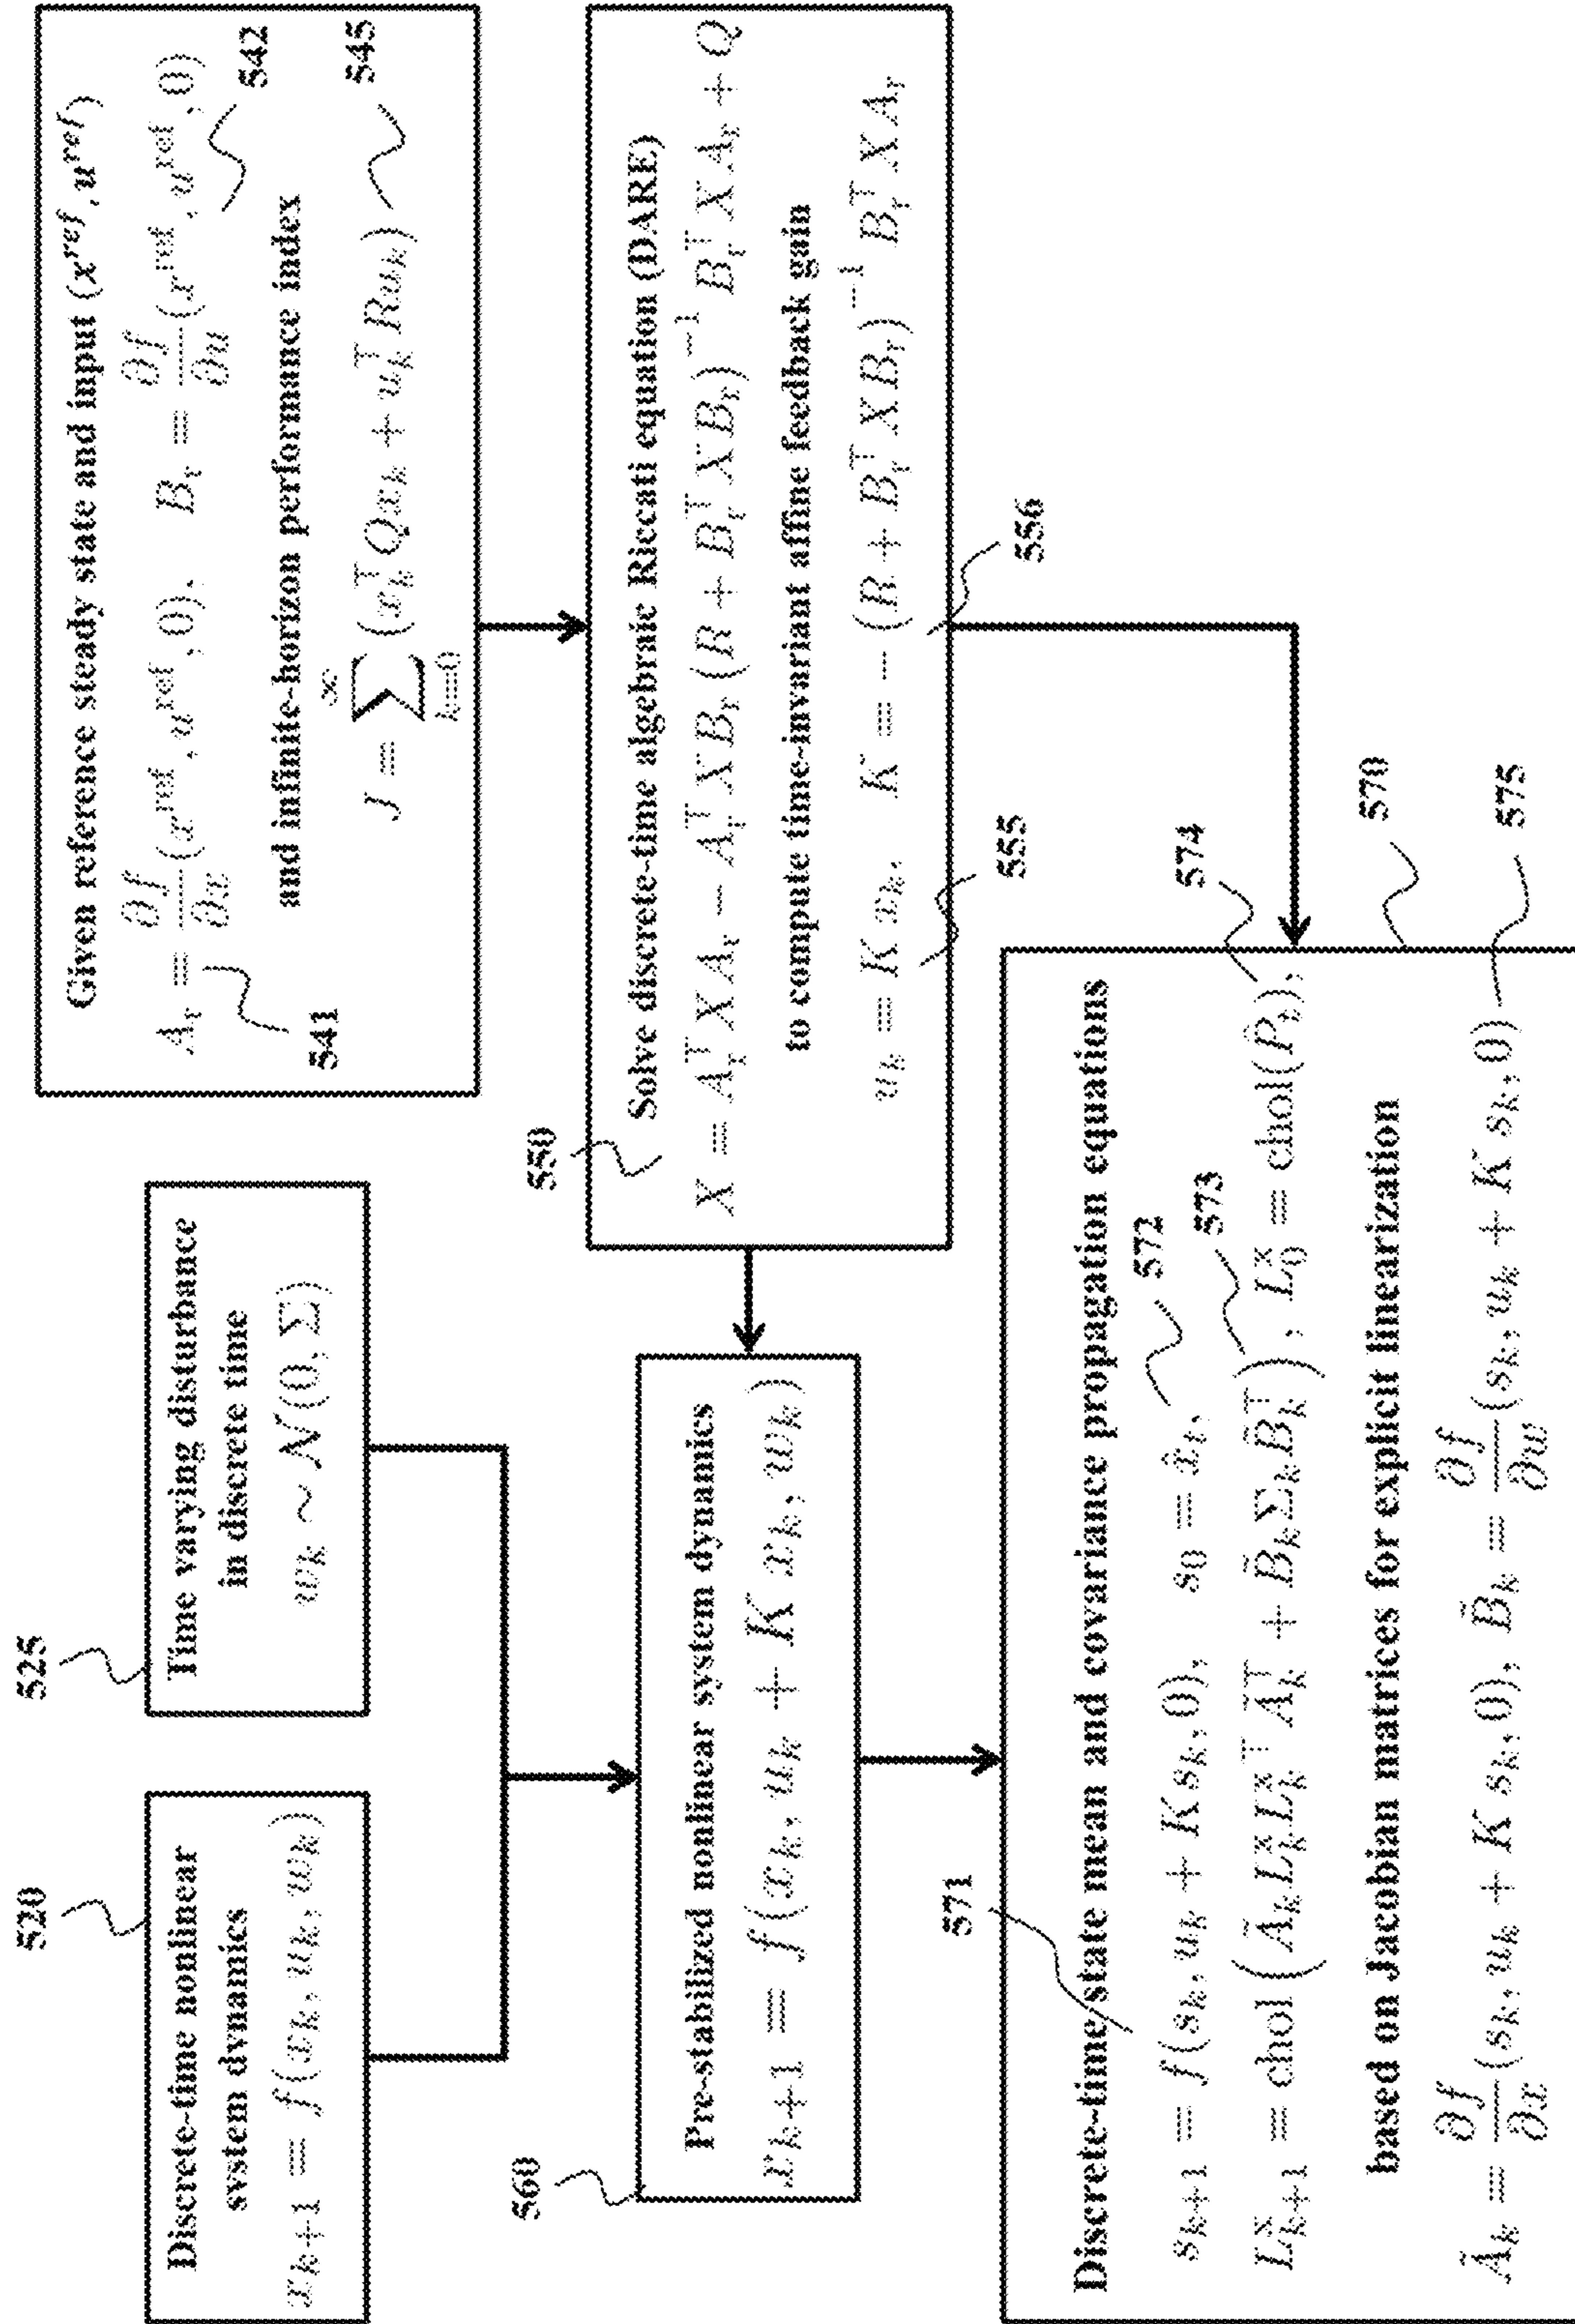 520
Discrete-time nonlinear
system dynamics
x_{k+1} = f(x_k, u_k, w_k)
525
Time varying disturbance
in discrete time
w_k ∼ N(0, Σ)
Given reference steady state and input (x^{ref}, u^{ref})
A_r = ∂f/∂x (x^{ref}, u^{ref}, 0), B_r = ∂f/∂u (x^{ref}, u^{ref}, 0)
541
542
and infinite-horizon performance index
J = ∑_{k=0}^{∞} (x_k^⊤ Q x_k + u_k^⊤ R u_k)
545
550
Solve discrete-time algebraic Riccati equation (DARE)
X = A_r^⊤ X A_r − A_r^⊤ X B_r (R + B_r^⊤ X B_r)^{−1} B_r^⊤ X A_r + Q
to compute time-invariant affine feedback gain
u_k = K x_k, K = − (R + B_r^⊤ X B_r)^{−1} B_r^⊤ X A_r
555
556
560
Pre-stabilized nonlinear system dynamics
x_{k+1} = f(x_k, u_k + K x_k, w_k)
571
572
573
574
570
575
Discrete-time state mean and covariance propagation equations
s_{k+1} = f(s_k, u_k + K s_k, 0), s_0 = x̂_t,
L^x_{k+1} = chol (Ã_k L^x_k L^x_k^⊤ Ã_k^⊤ + B̃_k Σ_k B̃_k^⊤), L^x_0 = chol(P̂_t),
based on Jacobian matrices for explicit linearization
Ã_k = ∂f/∂x (s_k, u_k + K s_k, 0), B̃_k = ∂f/∂w (s_k, u_k + K s_k, 0)